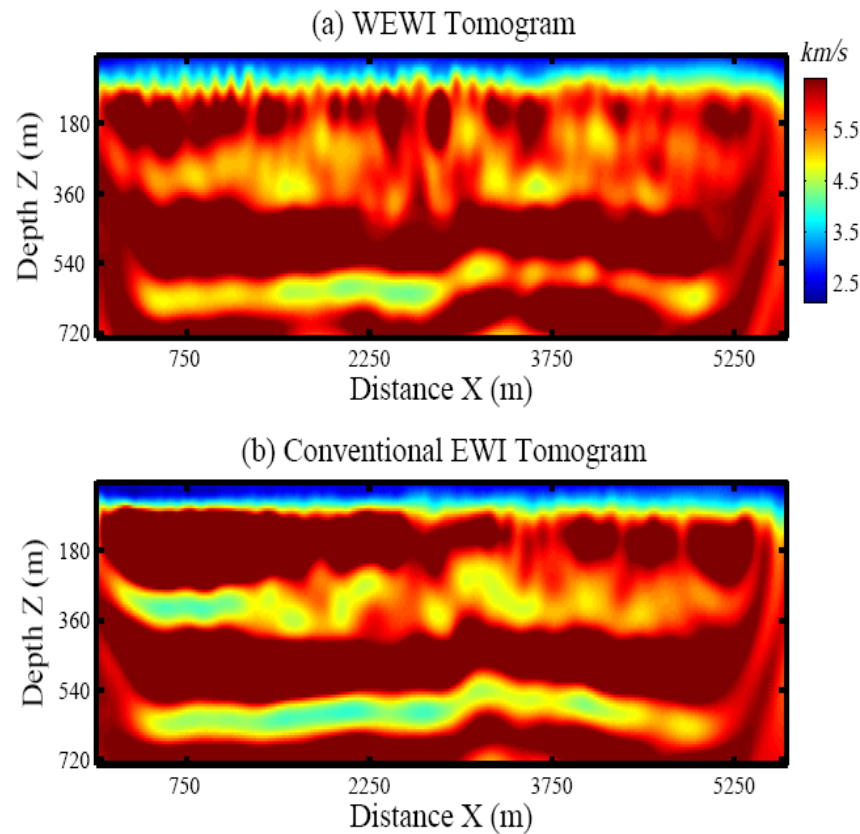 (a) WEWI Tomogram
km/s
180
360
540
720
Depth Z (m)
5.5
4.5
3.5
2.5
750
2250
3750
5250
Distance X (m)
(b) Conventional EWI Tomogram
180
360
540
720
Depth Z (m)
750
2250
3750
5250
Distance X (m)